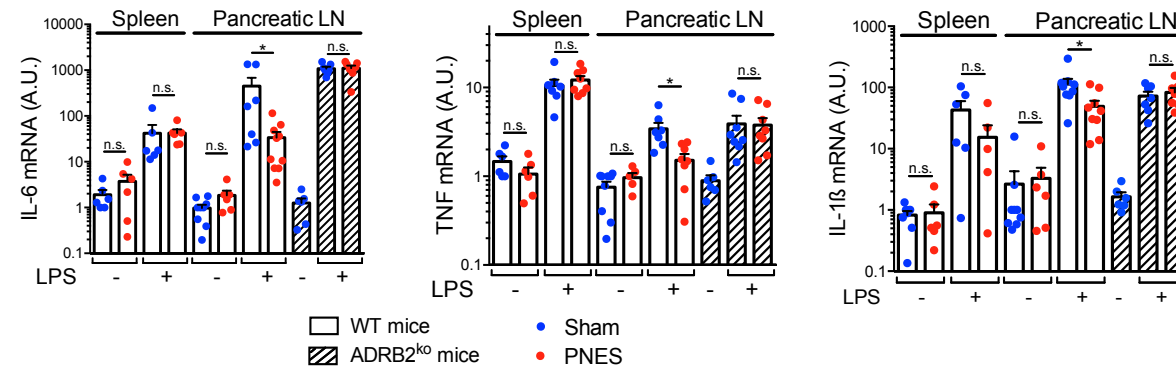 Spleen Pancreatic LN
IL-6 mRNA (A.U.)
10000
1000
100
10
1
0.1
n.s. n.s. n.s. * n.s.
LPS - + - + - +
Spleen Pancreatic LN
TNF mRNA (A.U.)
10
1
0.1
n.s. n.s. n.s. * n.s.
LPS - + - + - +
Spleen Pancreatic LN
IL-1ß mRNA (A.U.)
1000
100
10
1
0.1
n.s. n.s. n.s. * n.s.
LPS - + - + - +
WT mice
ADRB2ko mice
Sham
PNES